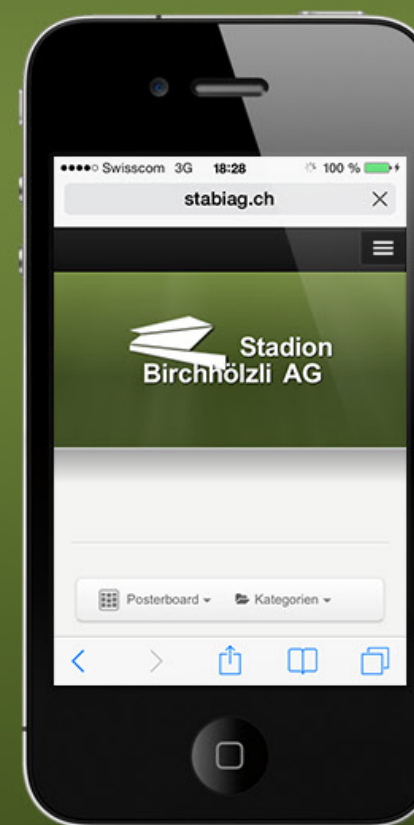 Swisscom 3G 18:28 100 %
stabiag.ch
Stadion
Birchhölzli AG
Posterboard Kategorien